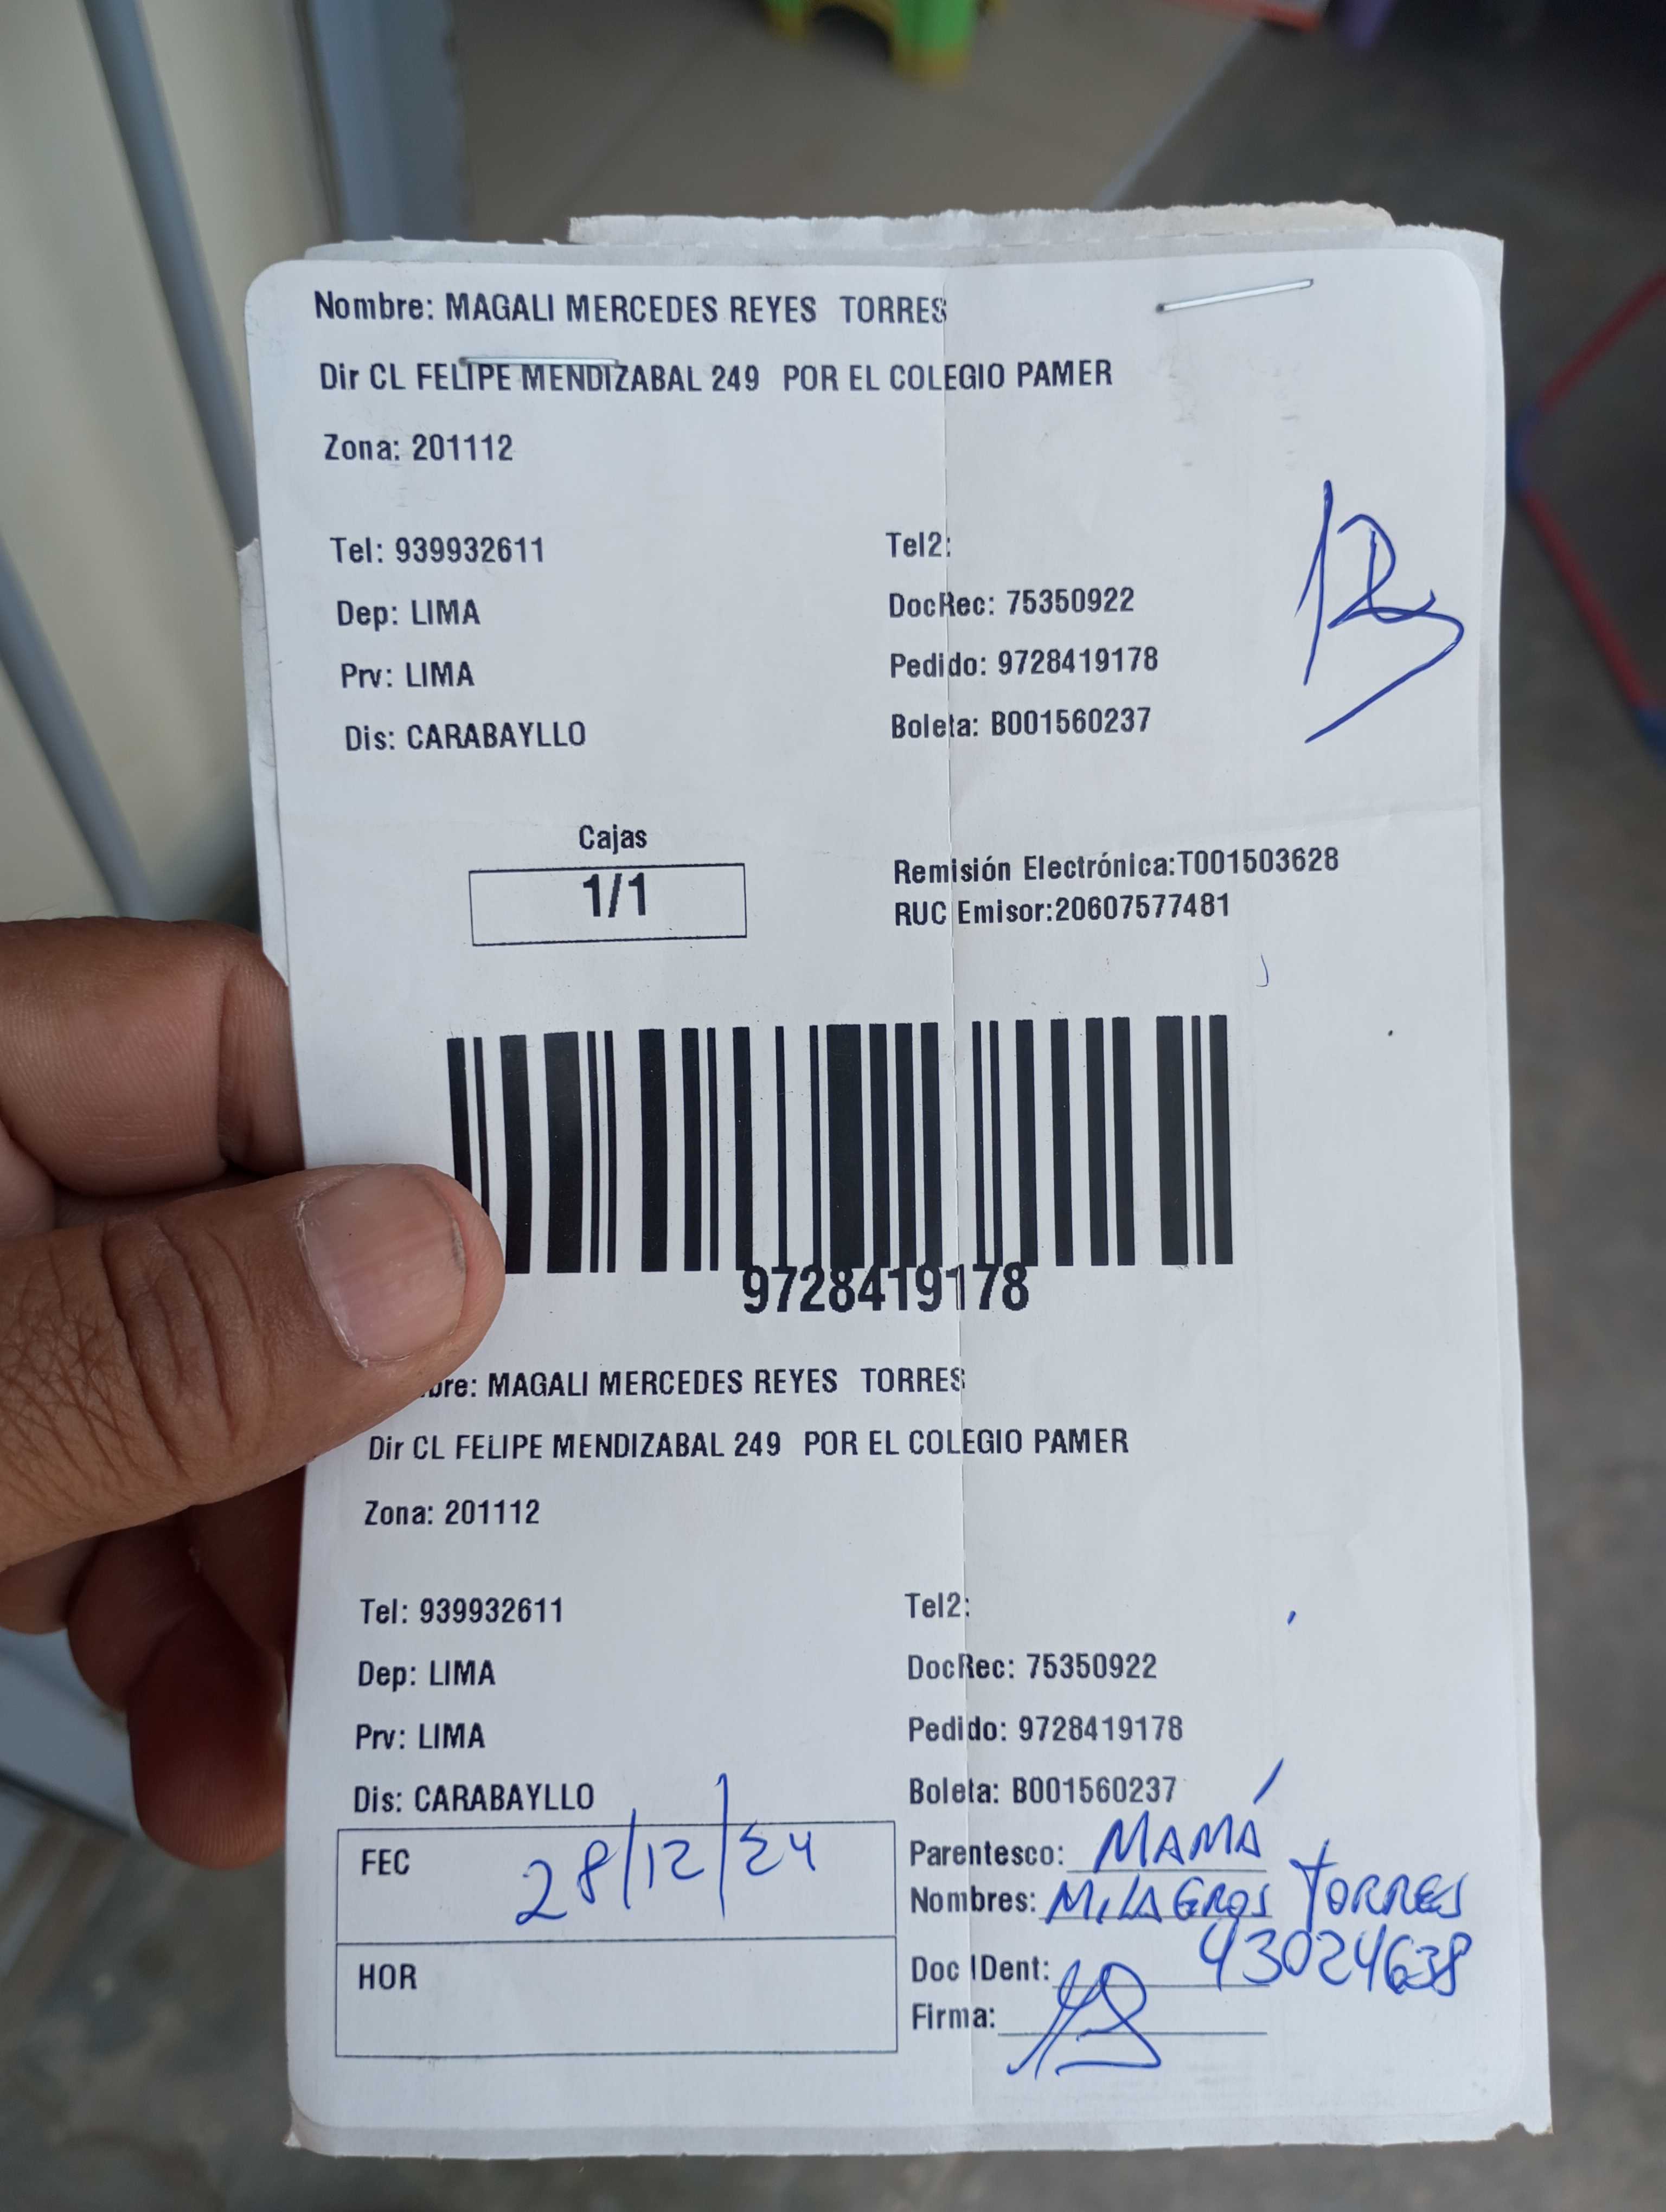 Nombre: MAGALI MERCEDES REYES TORRES
Dir CL FELIPE MENDIZABAL 249 POR EL COLEGIO PAMER
Zona: 201112
Tel: 939932611 Tel2:
Dep: LIMA DocRec: 75350922
Prv: LIMA Pedido: 9728419178
Dis: CARABAYLLO Boleta: B001560237
Cajas
1/1
Remisión Electrónica:T001503628
RUC Emisor:20607577481
9728419178
bre: MAGALI MERCEDES REYES TORRES
Dir CL FELIPE MENDIZABAL 249 POR EL COLEGIO PAMER
Zona: 201112
Tel: 939932611 Tel2:
Dep: LIMA DocRec: 75350922
Prv: LIMA Pedido: 9728419178
Dis: CARABAYLLO Boleta: B001560237
FEC 28/12/24
HOR
Parentesco: MAMÁ
Nombres: MILAGROS TORRES
Doc IDent: 43024638
Firma: